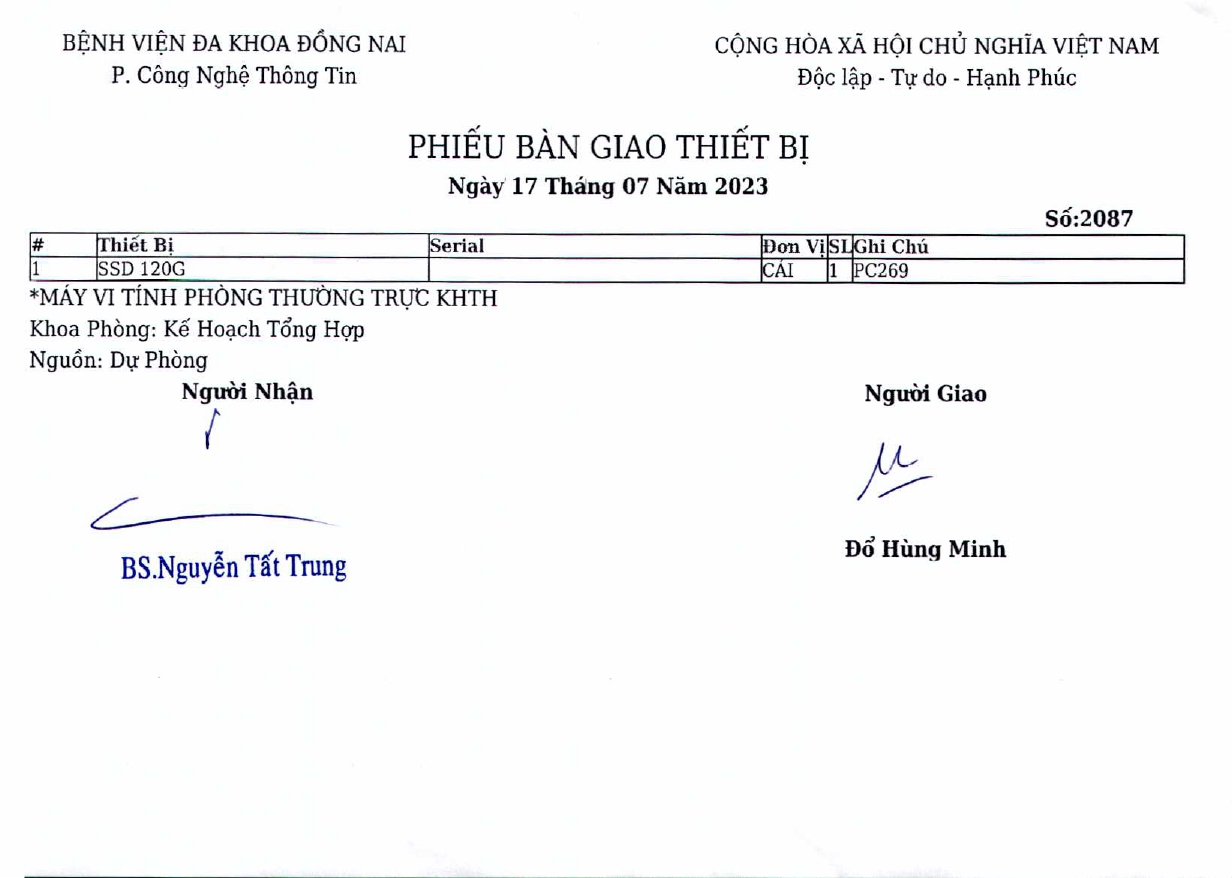 BỆNH VIỆN ĐA KHOA ĐỒNG NAI
P. Công Nghệ Thông Tin
CỘNG HÒA XÃ HỘI CHỦ NGHĨA VIỆT NAM
Độc lập - Tự do - Hạnh Phúc
PHIẾU BÀN GIAO THIẾT BỊ
Ngày 17 Tháng 07 Năm 2023
Số:2087
# Thiết Bị Serial Đơn Vị SL Ghi Chú
1 SSD 120G CÁI 1 PC269
*MÁY VI TÍNH PHÒNG THƯỜNG TRỰC KHTH
Khoa Phòng: Kế Hoạch Tổng Hợp
Nguồn: Dự Phòng
Người Nhận Người Giao
BS.Nguyễn Tất Trung
Đổ Hùng Minh